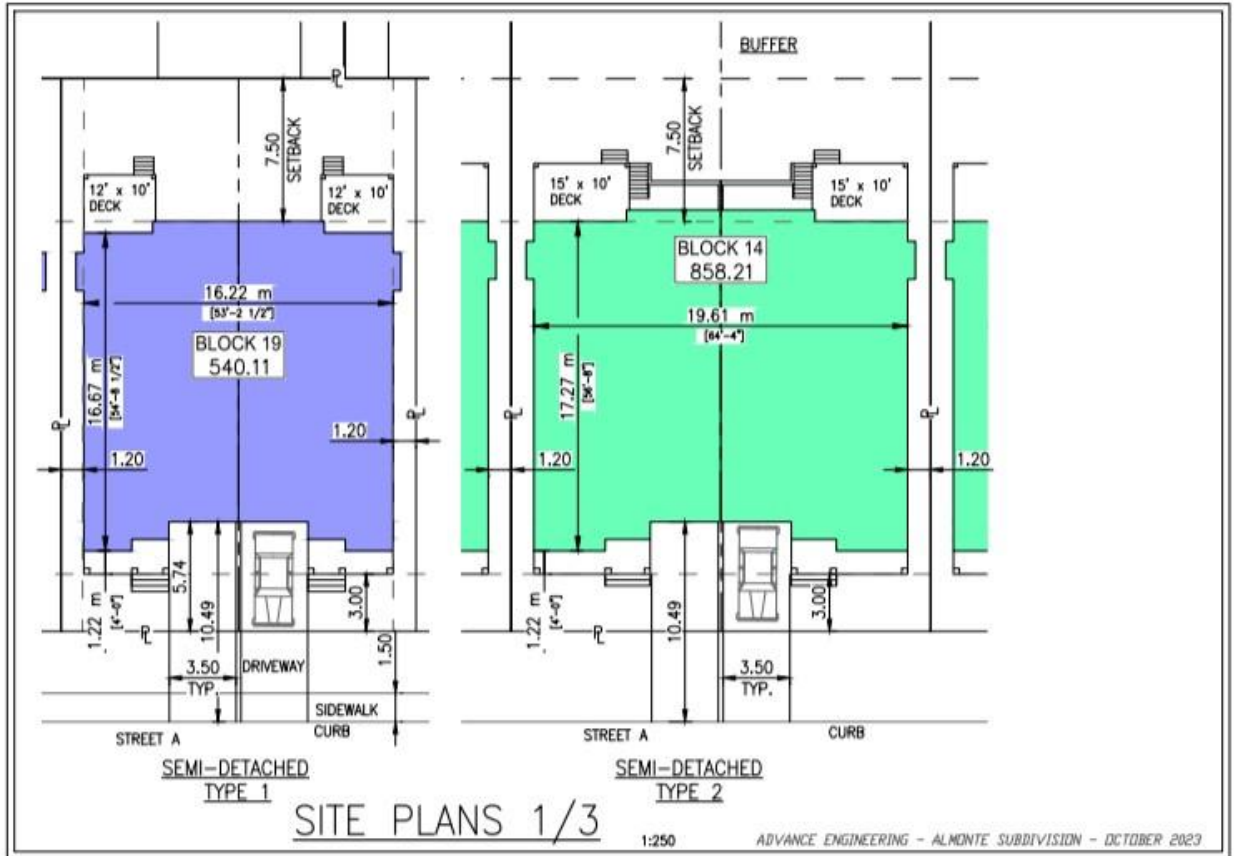 BUFFER
PL
7.50
SETBACK
7.50
SETBACK
12' x 10'
DECK
12' x 10'
DECK
15' x 10'
DECK
15' x 10'
DECK
BLOCK 14
858.21
16.22 m
[53'-2 1/2"]
19.61 m
[64'-4"]
BLOCK 19
540.11
16.67 m
[54'-8 1/2"]
17.27 m
[56'-8"]
PL
PL
PL
PL
1.20
1.20
1.20
1.20
5.74
10.49
3.00
1.22 m
[4'-0"]
PL
1.50
10.49
3.00
1.22 m
[4'-0"]
PL
3.50
TYP.
DRIVEWAY
3.50
TYP.
SIDEWALK
STREET A
CURB
STREET A
CURB
SEMI-DETACHED
TYPE 1
SEMI-DETACHED
TYPE 2
SITE PLANS 1/3
1:250
ADVANCE ENGINEERING - ALMONTE SUBDIVISION - OCTOBER 2023